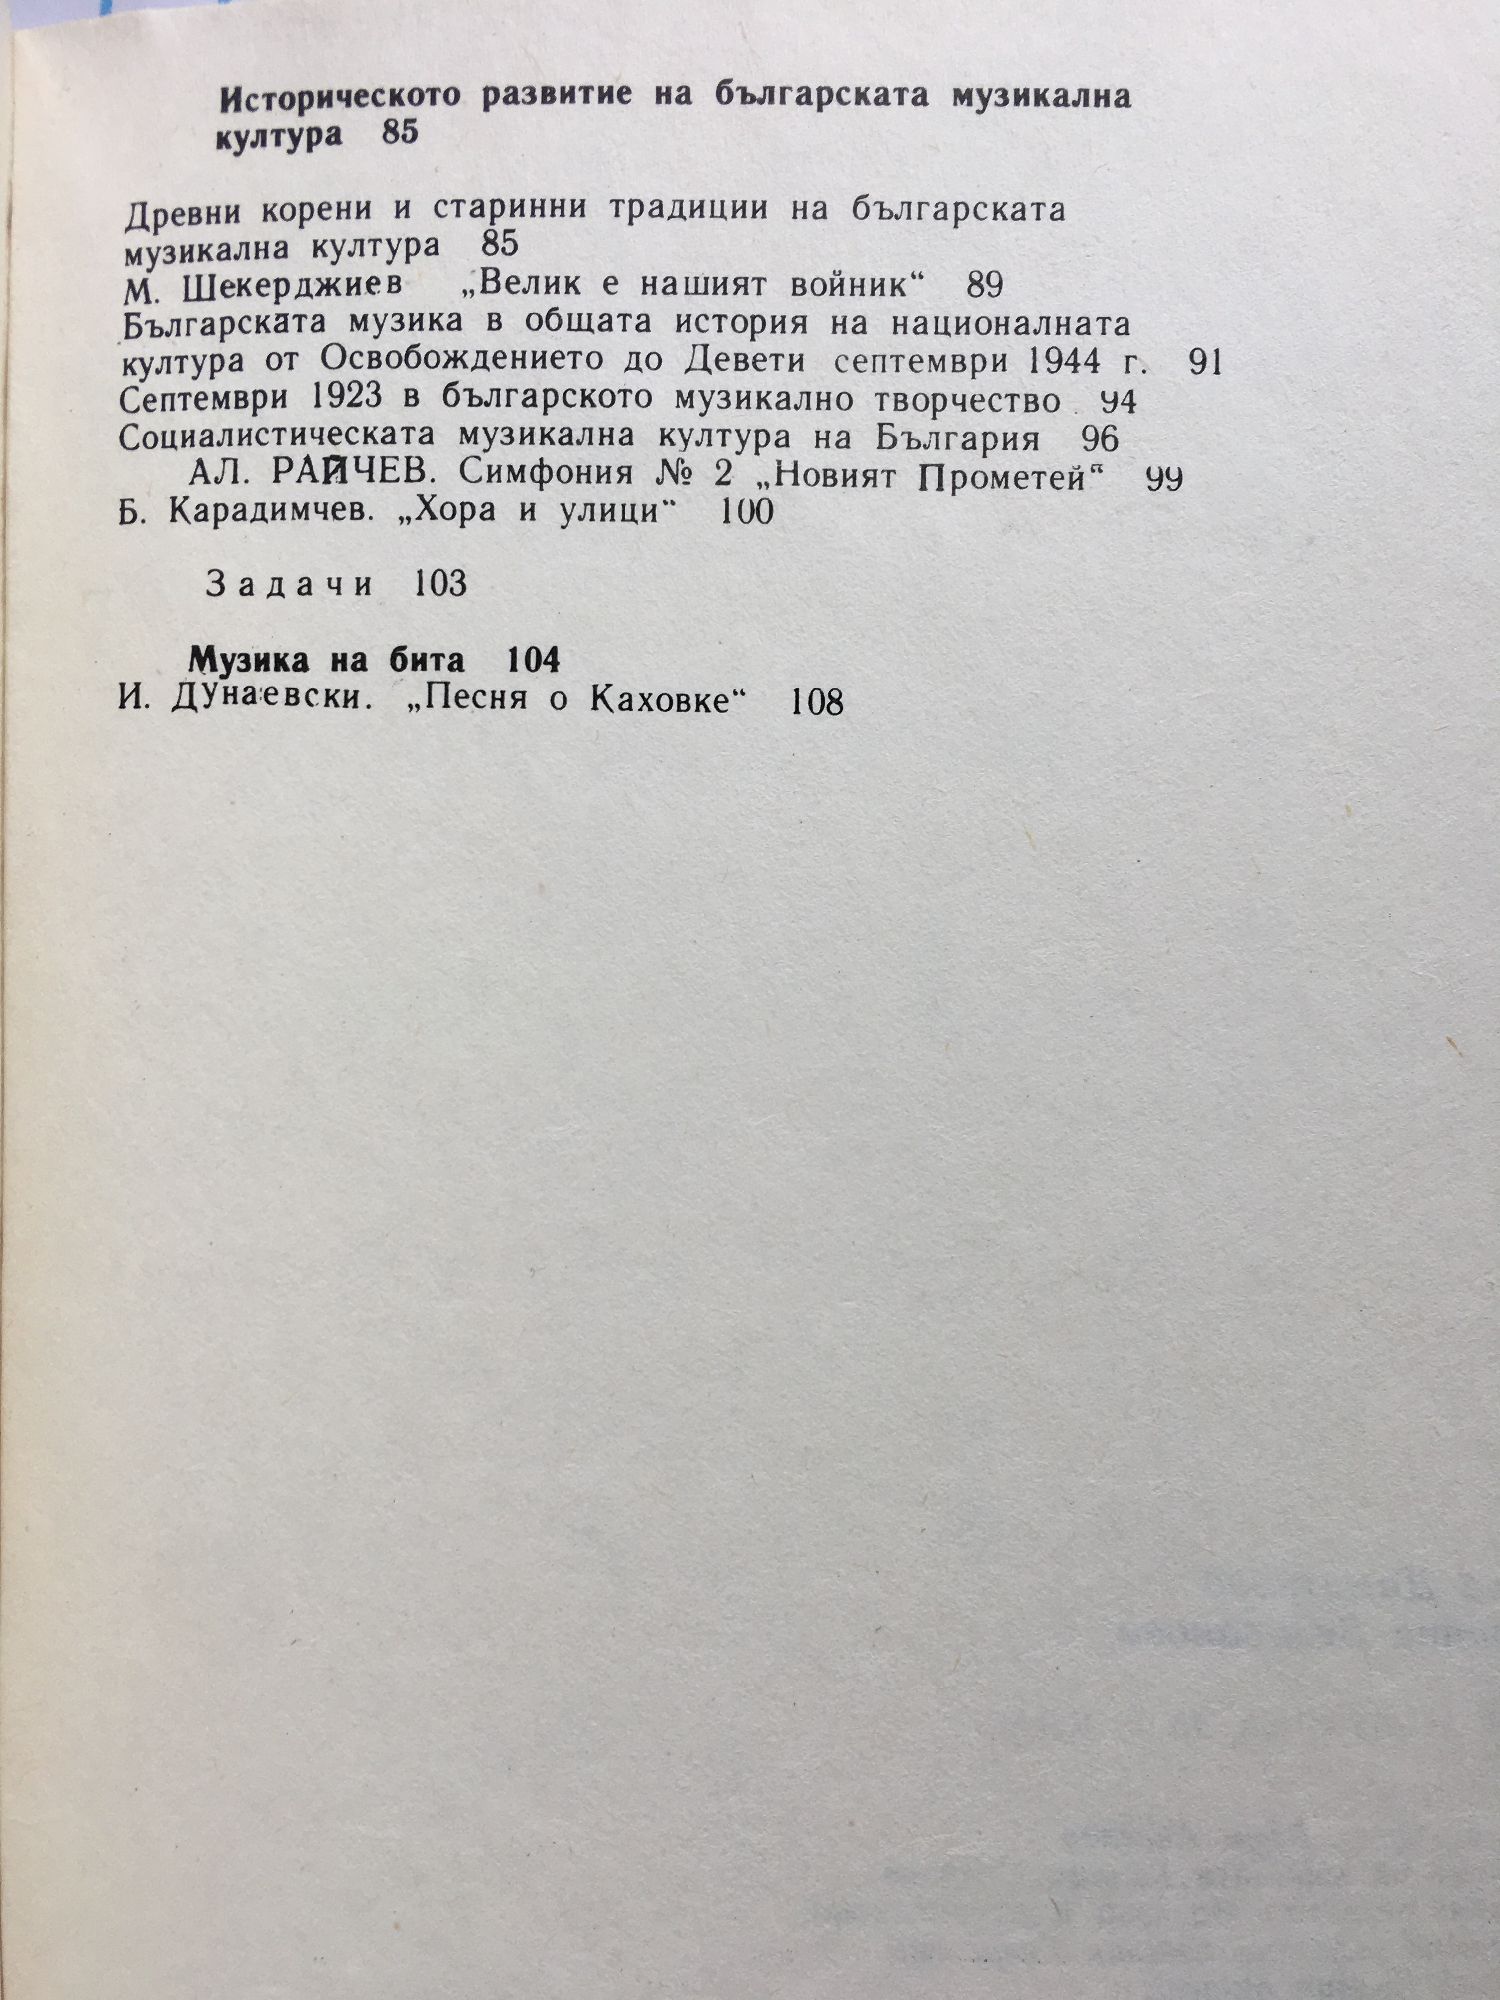 Историческото развитие на българската музикална
култура 85
Древни корени и старинни традиции на българската
музикална култура 85
М. Шекерджиев „Велик е нашият войник“ 89
Българската музика в общата история на националната
култура от Освобождението до Девети септември 1944 г. 91
Септември 1923 в българското музикално творчество 94
Социалистическата музикална култура на България 96
АЛ. РАЙЧЕВ. Симфония № 2 „Новият Прометей“ 99
Б. Карадимчев. „Хора и улици“ 100
Задачи 103
Музика на бита 104
И. Дунаевски. „Песня о Каховке“ 108